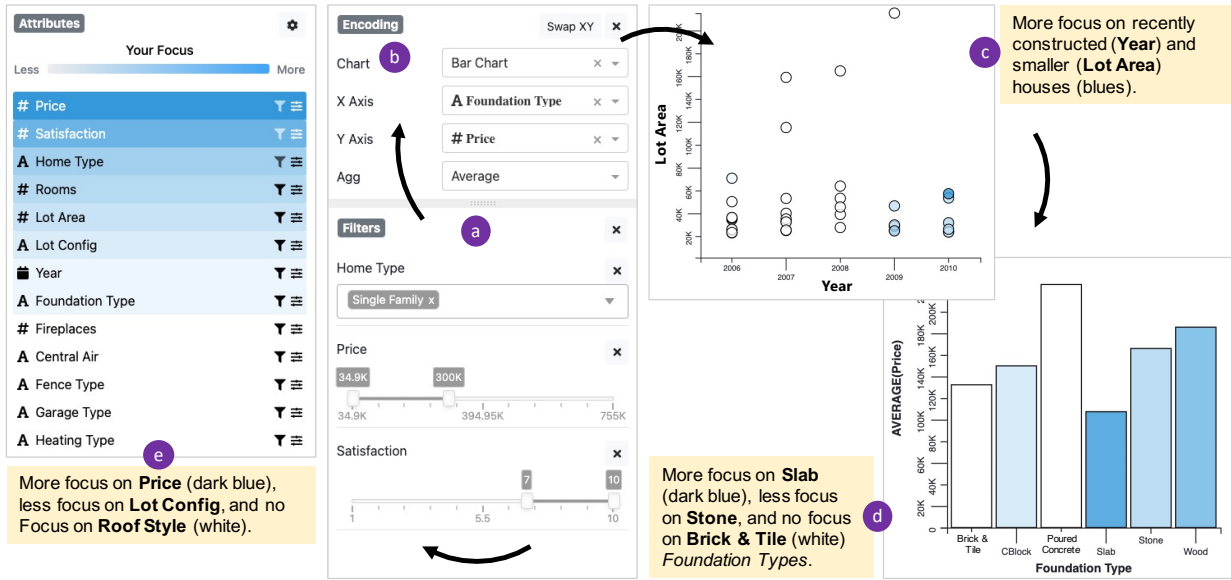 Attributes
Your Focus
Less More
# Price
# Satisfaction
A Home Type
# Rooms
# Lot Area
A Lot Config
Year
A Foundation Type
# Fireplaces
A Central Air
A Fence Type
A Garage Type
A Heating Type
e
More focus on Price (dark blue),
less focus on Lot Config, and no
Focus on Roof Style (white).
Encoding Swap XY ×
b
Chart Bar Chart × 
X Axis A Foundation Type ×
Y Axis # Price ×
Agg Average
a
Filters ×
Home Type ×
Single Family x
Price ×
34.9K 300K
34.9K 394.95K 755K
Satisfaction ×
7 10
1 5.5 10
Lot Area
200K
180K
160K
140K
120K
100K
80K
60K
40K
20K
2006 2007 2008 2009 2010
Year
c
More focus on recently
constructed (Year) and
smaller (Lot Area)
houses (blues).
More focus on Slab
(dark blue), less focus
on Stone, and no focus
on Brick & Tile (white)
Foundation Types.
d
AVERAGE(Price)
200K
180K
160K
140K
120K
100K
80K
60K
40K
20K
0
Brick &
Tile
CBlock
Poured
Concrete
Slab
Stone
Wood
Foundation Type